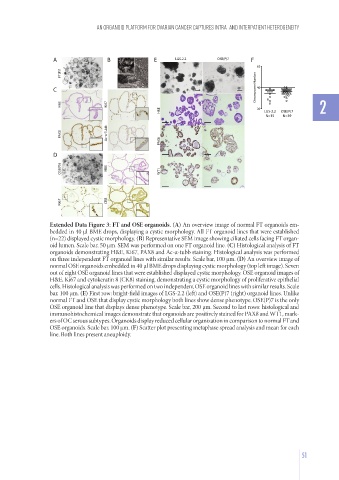 AN ORGANOID PLATFORM FOR OVARIAN CANCER CAPTURES INTRA- AND INTERPATIENT HETEROGENEITY
A
B
E
LGS-2.2
OSE(P)7
F
C
D
LGS-2.2
OSE(P)7
2
Extended Data Figure 3: FT and OSE organoids. (A) An overview image of normal FT organoids em-
bedded in 40 µl BME drops, displaying a cystic morphology. All FT organoid lines that were established
(n=22) displayed cystic morphology. (B) Representative SEM image showing ciliated cells facing FT organ-
oid lumen. Scale bar: 50 µm. SEM was performed on one FT organoid line. (C) Histological analysis of FT
organoids demonstrating H&E, Ki67, PAX8 and Ac-α-tubb staining. Histological analysis was performed
on three independent FT organoid lines with similar results. Scale bar, 100 µm. (D) An overview image of
normal OSE organoids embedded in 40 µl BME drops displaying cystic morphology (top left image). Seven
out of eight OSE organoid lines that were established displayed cystic morphology. OSE organoid images of
H&E, Ki67 and cytokeratin 8 (CK8) staining, demonstrating a cystic morphology of proliferative epithelial
cells. Histological analysis was performed on two independent OSE organoid lines with similar results. Scale
bar, 100 µm. (E) First row: bright-field images of LGS-2.2 (left) and OSE(P)7 (right) organoid lines. Unlike
normal FT and OSE that display cystic morphology both lines show dense phenotype. OSE(P)7 is the only
OSE organoid line that displays dense phenotype. Scale bar, 200 µm. Second to last rows: histological and
immunohistochemical images demonstrate that organoids are positively stained for PAX8 and WT1, mark-
ers of OC serous subtypes. Organoids display reduced cellular organization in comparison to normal FT and
OSE organoids. Scale bar, 100 µm. (F) Scatter plot presenting metaphase spread analysis and mean for each
line. Both lines present aneuploidy.